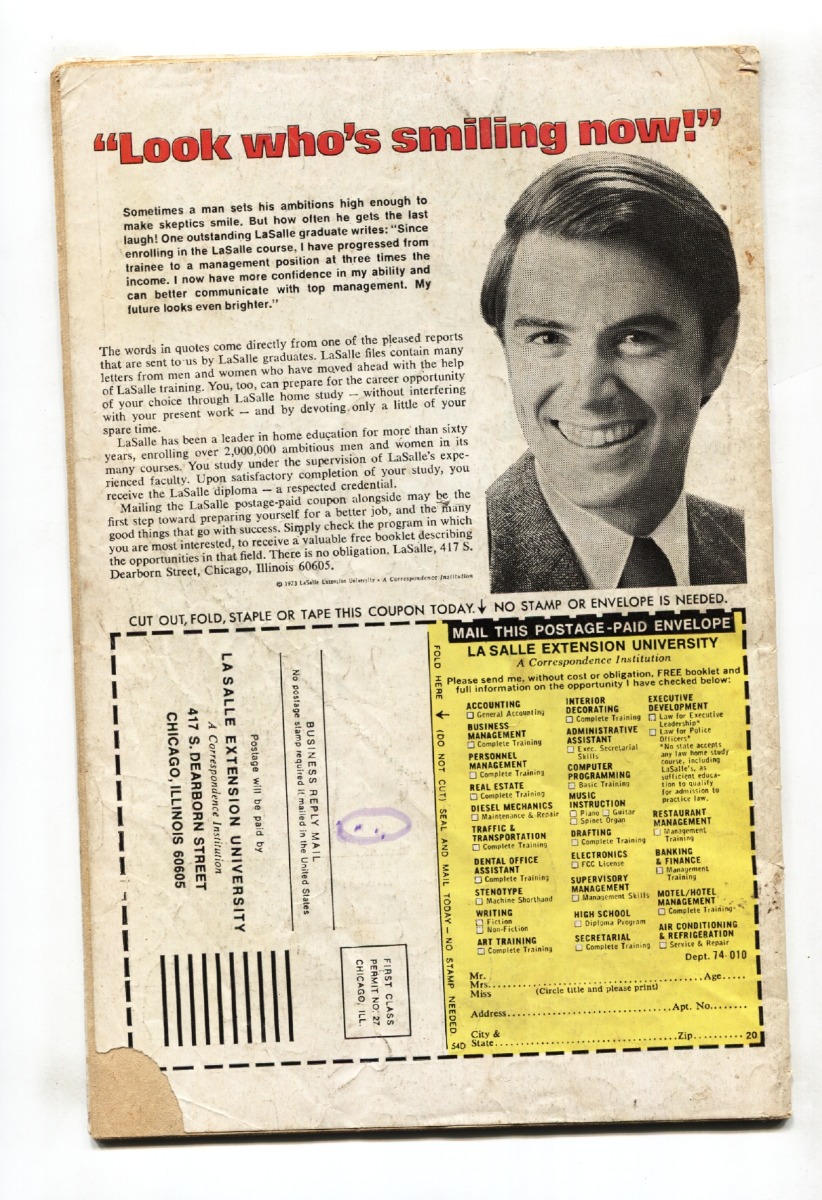 “Look who’s smiling now!”
Sometimes a man sets his ambitions high enough to
make skeptics smile. But how often he gets the last
laugh! One outstanding LaSalle graduate writes: “Since
enrolling in the LaSalle course, I have progressed from
trainee to a management position at three times the
income. I now have more confidence in my ability and
can better communicate with top management. My
future looks even brighter.”
The words in quotes come directly from one of the pleased reports
that are sent to us by LaSalle graduates. LaSalle files contain many
letters from men and women who have moved ahead with the help
of LaSalle training. You, too, can prepare for the career opportunity
of your choice through LaSalle home study — without interfering
with your present work — and by devoting only a little of your
spare time.
LaSalle has been a leader in home education for more than sixty
years, enrolling over 2,000,000 ambitious men and women in its
many courses. You study under the supervision of LaSalle’s expe-
rienced faculty. Upon satisfactory completion of your study, you
receive the LaSalle diploma — a respected credential.
Mailing the LaSalle postage-paid coupon alongside may be the
first step toward preparing yourself for a better job, and the many
good things that go with success. Simply check the program in which
you are most interested, to receive a valuable free booklet describing
the opportunities in that field. There is no obligation. LaSalle, 417 S.
Dearborn Street, Chicago, Illinois 60605.
© 1973 LaSalle Extension University • A Correspondence Institution
CUT OUT, FOLD, STAPLE OR TAPE THIS COUPON TODAY. ↓ NO STAMP OR ENVELOPE IS NEEDED.
FIRST CLASS
PERMIT NO. 27
CHICAGO, ILL.
BUSINESS REPLY MAIL
No postage stamp required if mailed in the United States
Postage will be paid by
LA SALLE EXTENSION UNIVERSITY
A Correspondence Institution
417 S. DEARBORN STREET
CHICAGO, ILLINOIS 60605
FOLD HERE ↓ (DO NOT CUT) SEAL AND MAIL TODAY — NO STAMP NEEDED
MAIL THIS POSTAGE-PAID ENVELOPE
LA SALLE EXTENSION UNIVERSITY
A Correspondence Institution
Please send me, without cost or obligation, FREE booklet and
full information on the opportunity I have checked below:
ACCOUNTING
☐ General Accounting
BUSINESS
MANAGEMENT
☐ Complete Training
PERSONNEL
MANAGEMENT
☐ Complete Training
REAL ESTATE
☐ Complete Training
DIESEL MECHANICS
☐ Maintenance & Repair
TRAFFIC &
TRANSPORTATION
☐ Complete Training
DENTAL OFFICE
ASSISTANT
☐ Complete Training
STENOTYPE
☐ Machine Shorthand
WRITING
☐ Fiction
☐ Non-Fiction
ART TRAINING
☐ Complete Training
INTERIOR
DECORATING
☐ Complete Training
ADMINISTRATIVE
ASSISTANT
☐ Exec. Secretarial
Skills
COMPUTER
PROGRAMMING
☐ Basic Training
MUSIC
INSTRUCTION
☐ Piano ☐ Guitar
☐ Spinet Organ
DRAFTING
☐ Complete Training
ELECTRONICS
☐ FCC License
SUPERVISORY
MANAGEMENT
☐ Management Skills
HIGH SCHOOL
☐ Diploma Program
SECRETARIAL
☐ Complete Training
EXECUTIVE
DEVELOPMENT
☐ Law for Executive
Leadership*
☐ Law for Police
Officers*
*No state accepts
any law home study
course, including
LaSalle’s, as
sufficient educa-
tion to qualify
for admission to
practice law.
RESTAURANT
MANAGEMENT
☐ Management
Training
BANKING
& FINANCE
☐ Management
Training
MOTEL/HOTEL
MANAGEMENT
☐ Complete Training
AIR CONDITIONING
& REFRIGERATION
☐ Service & Repair
Dept. 74-010
Mr.
Mrs.......Age.....
Miss (Circle title and please print)
Address.......Apt. No.......
City &
State.......Zip.......20
54D